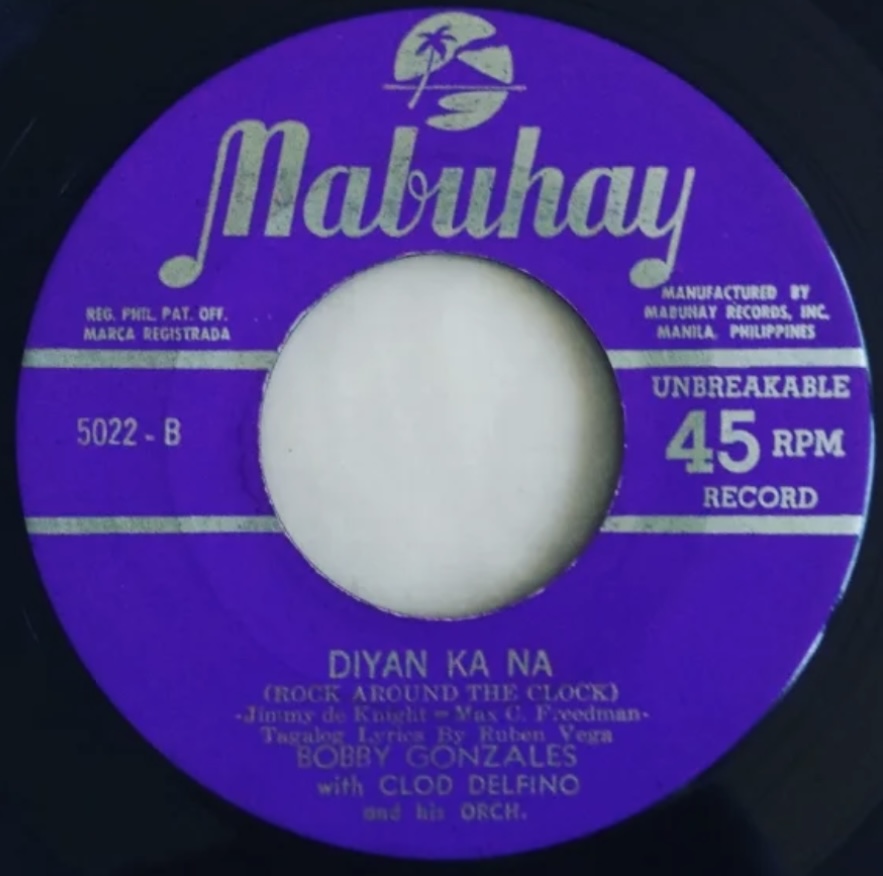 Mabuhay
REG. PHIL. PAT. OFF.
MARCA REGISTRADA
MANUFACTURED BY
MABUHAY RECORDS, INC.
MANILA, PHILIPPINES
5022 - B
UNBREAKABLE
45 RPM
RECORD
DIYAN KA NA
(ROCK AROUND THE CLOCK)
-Jimmy de Knight - Max C. Freedman-
Tagalog Lyrics By Ruben Vega
BOBBY GONZALES
with CLOD DELFINO
and his ORCH.